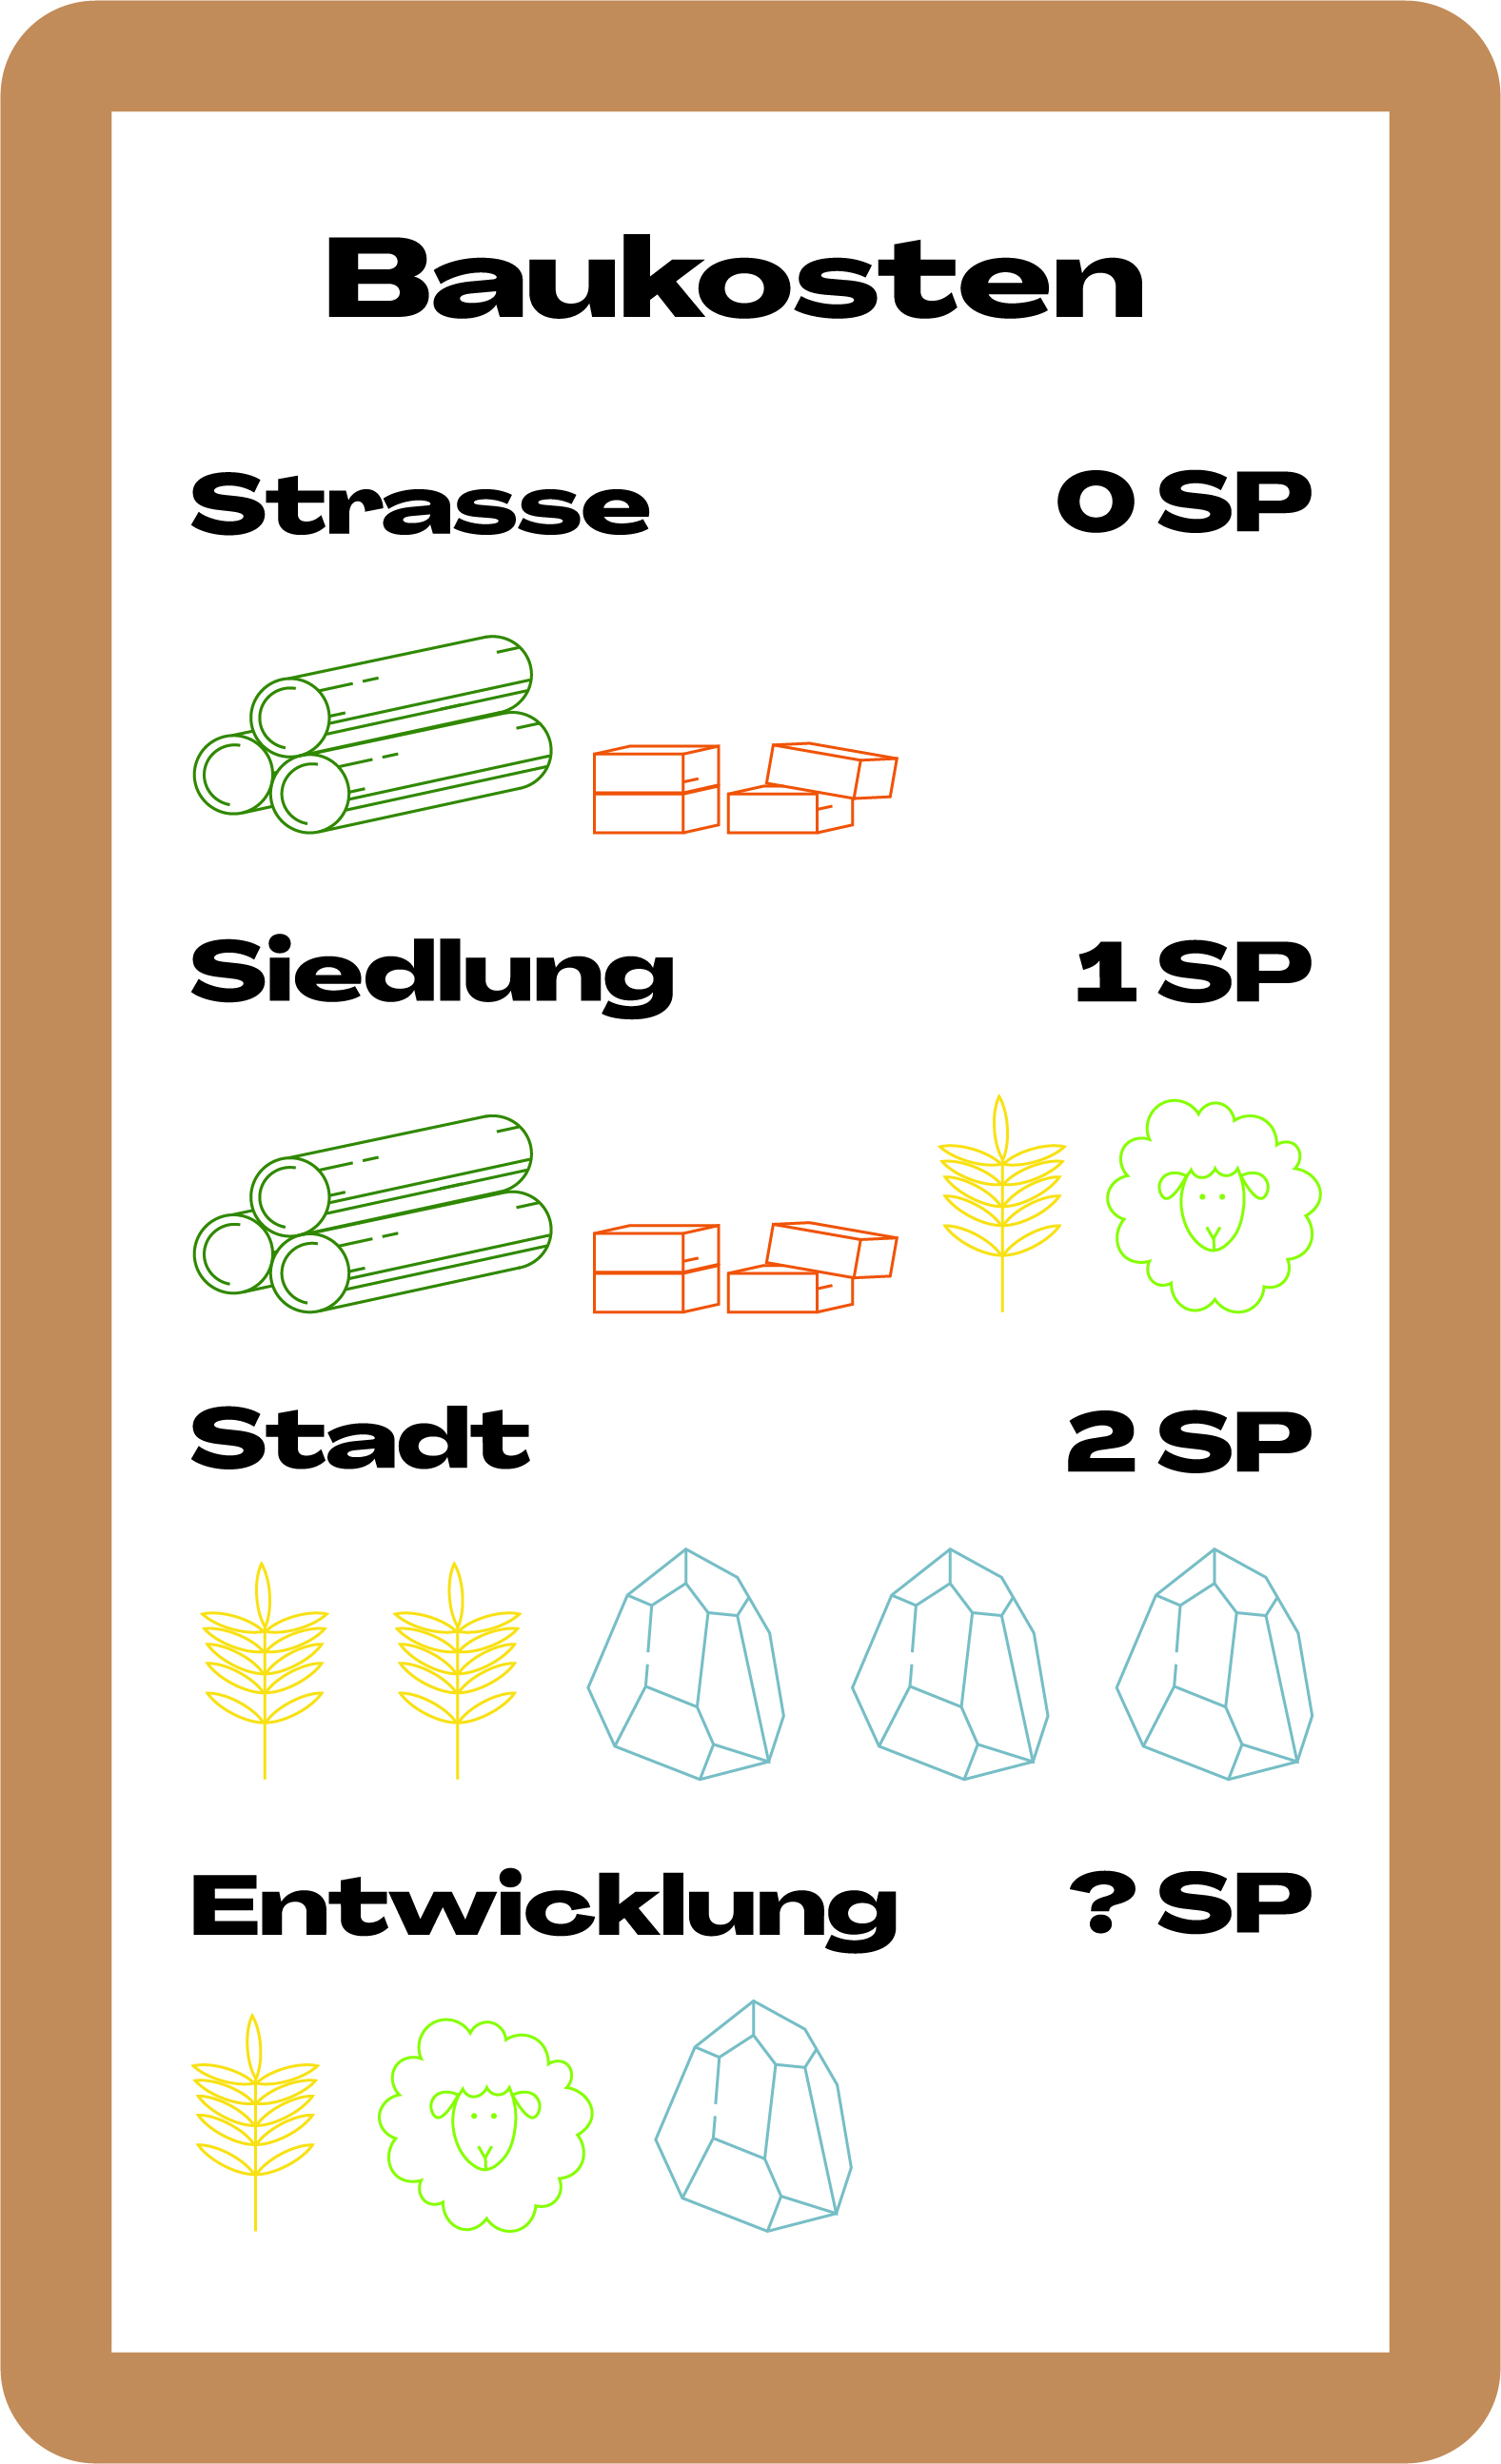 Baukosten
Strasse 0 SP
Siedlung 1 SP
Stadt 2 SP
Entwicklung ? SP